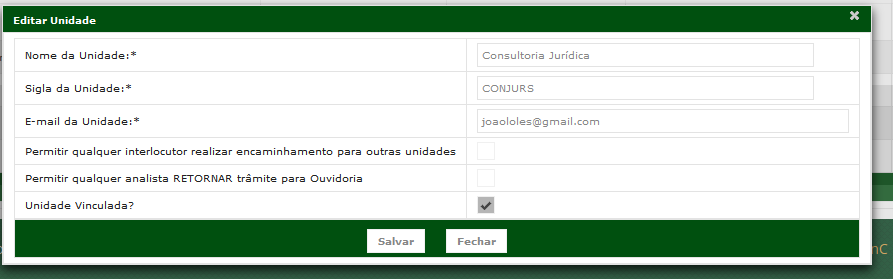 Editar Unidade
Nome da Unidade:* Consultoria Jurídica
Sigla da Unidade:* CONJURS
E-mail da Unidade:* joaololes@gmail.com
Permitir qualquer interlocutor realizar encaminhamento para outras unidades
Permitir qualquer analista RETORNAR trâmite para Ouvidoria
Unidade Vinculada?
Salvar Fechar